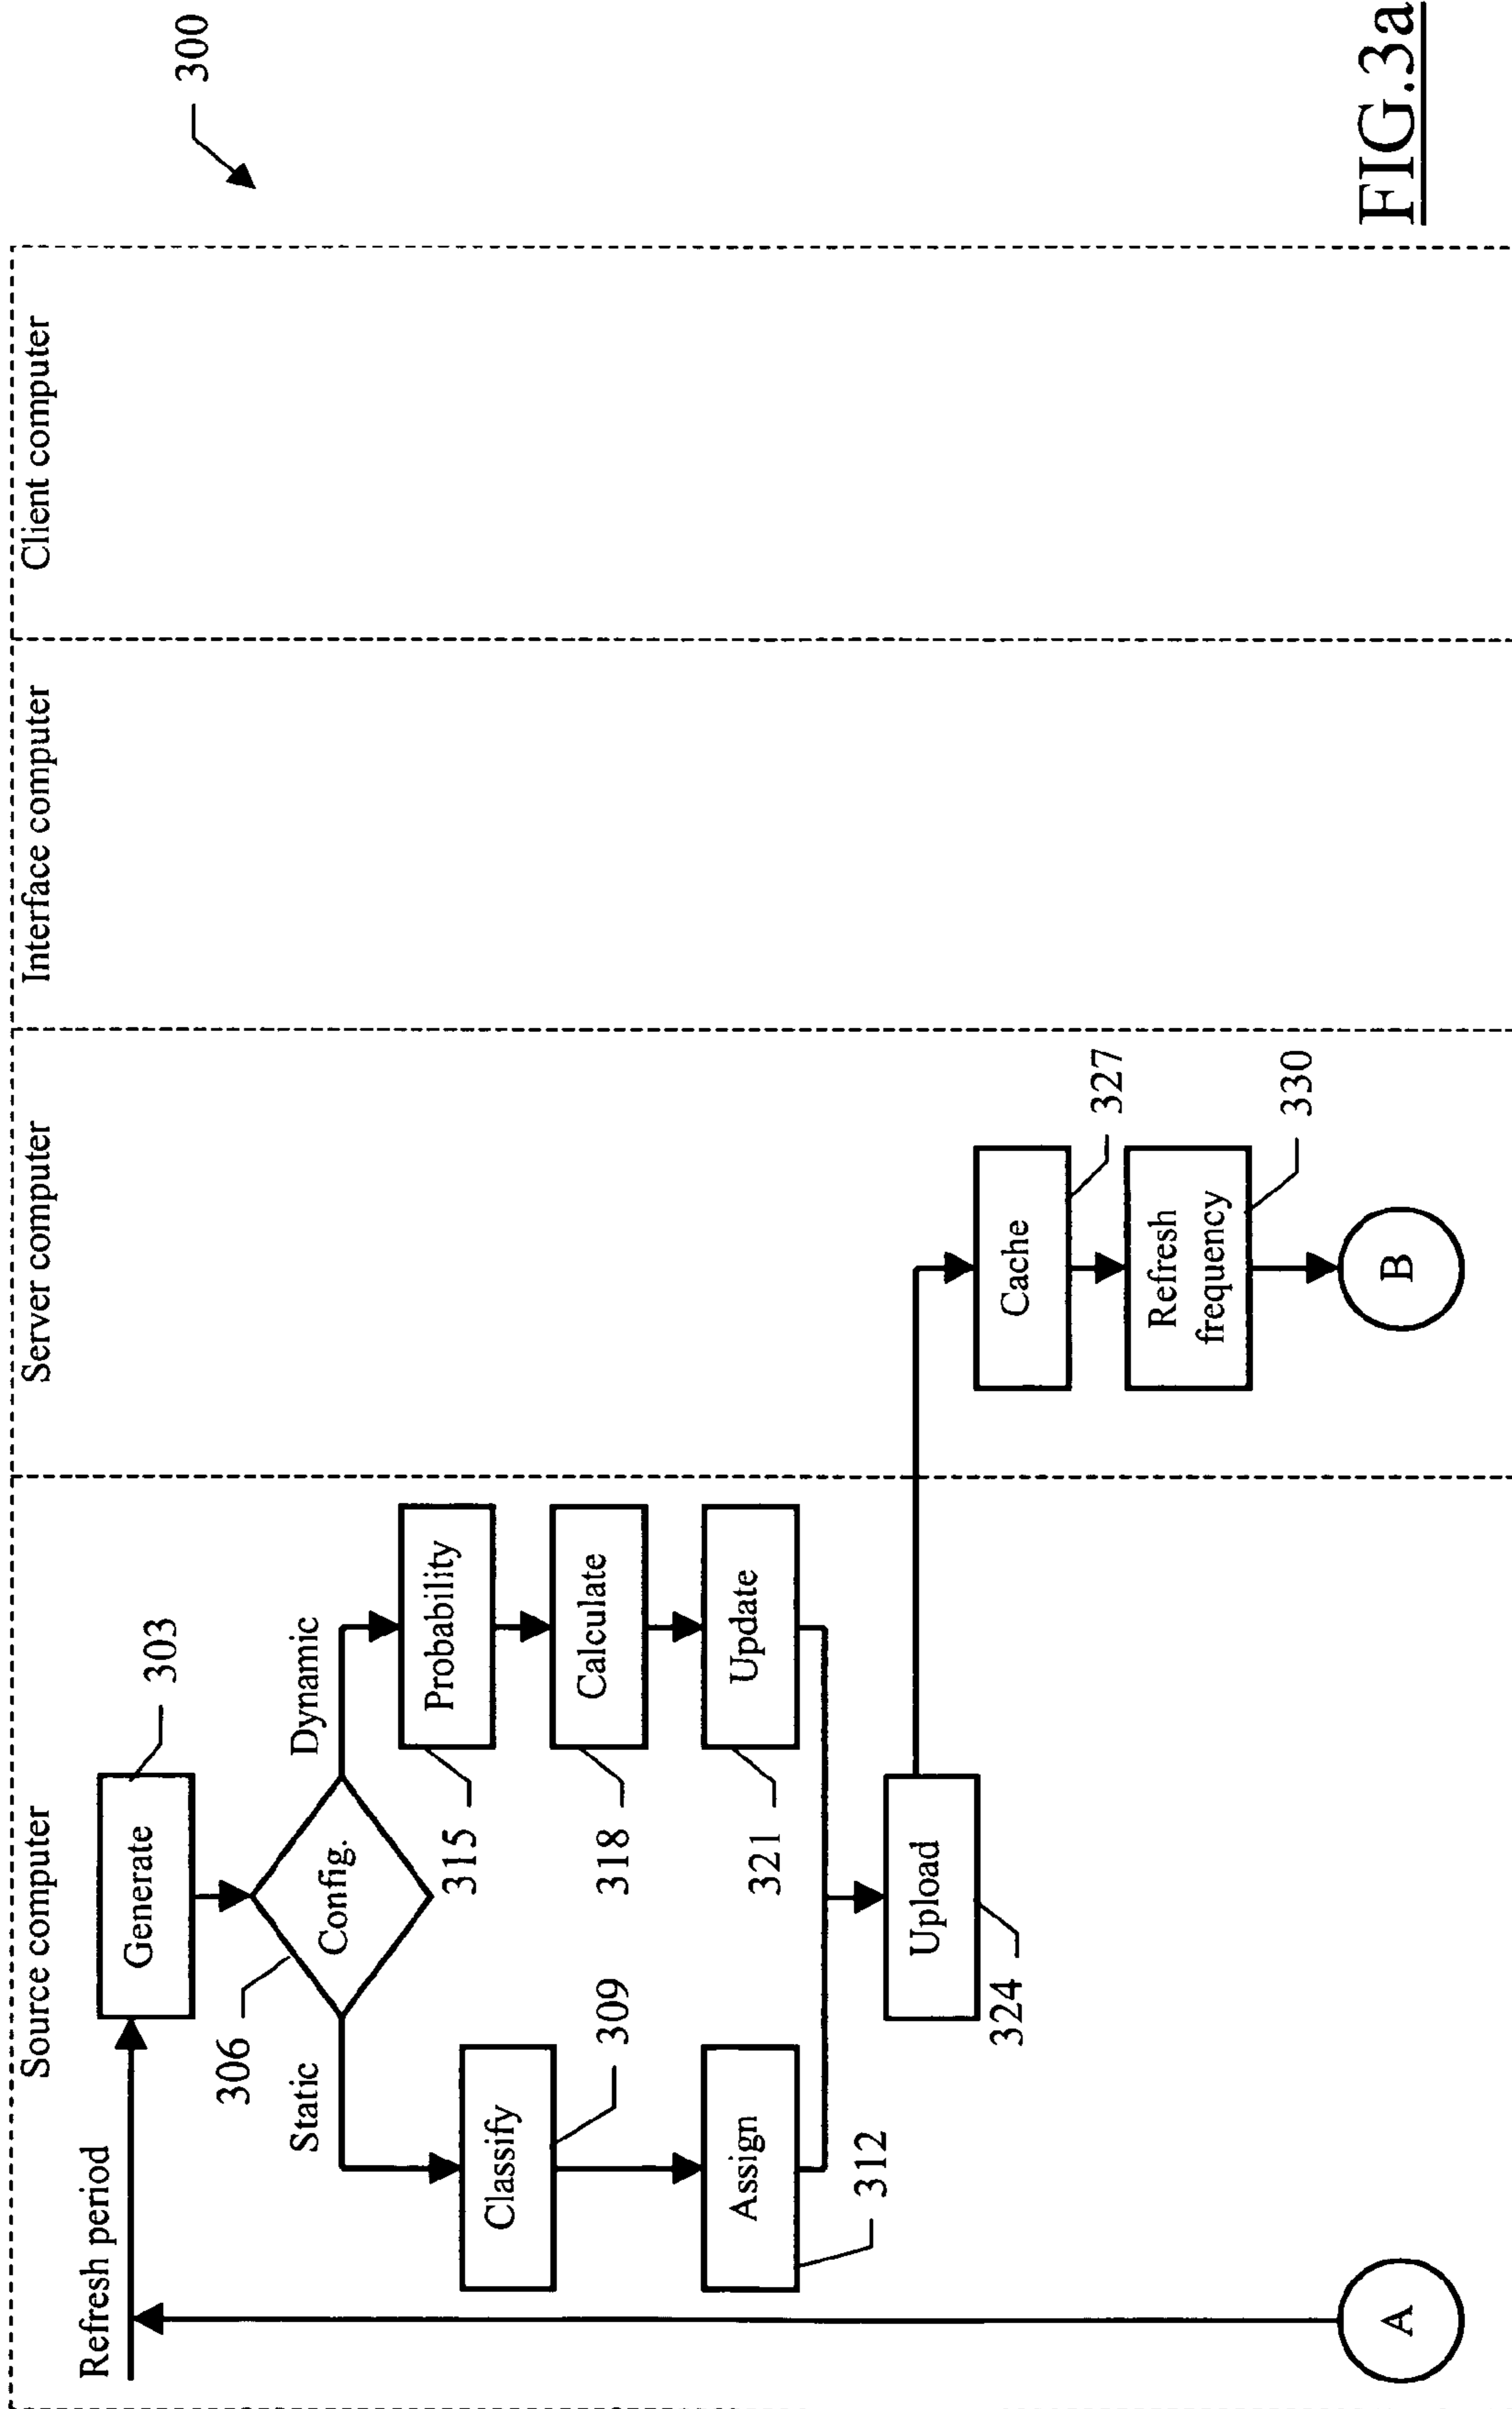 300
Source computer
Server computer
Interface computer
Client computer
Refresh period
Generate
303
306
Config.
Static
Dynamic
Classify
309
Assign
312
Probability
315
Calculate
318
Update
321
Upload
324
Cache
327
Refresh
frequency
330
A
B
FIG.3a